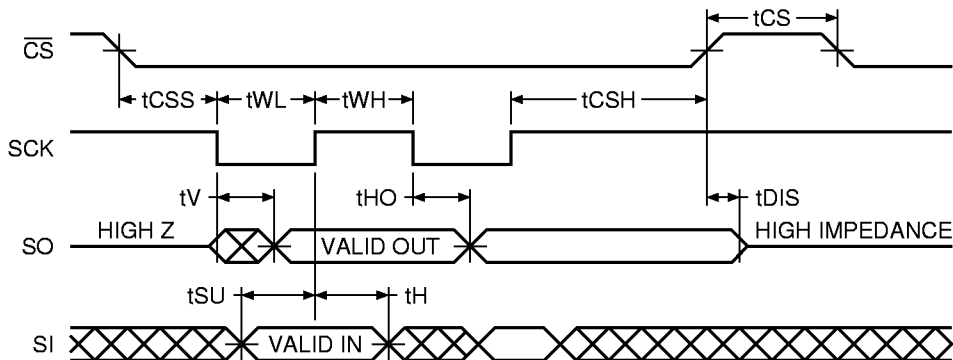 tCS
CS
tCSS tWL tWH tCSH
SCK
tV tHO tDIS
HIGH Z VALID OUT HIGH IMPEDANCE
SO
tSU tH
SI VALID IN